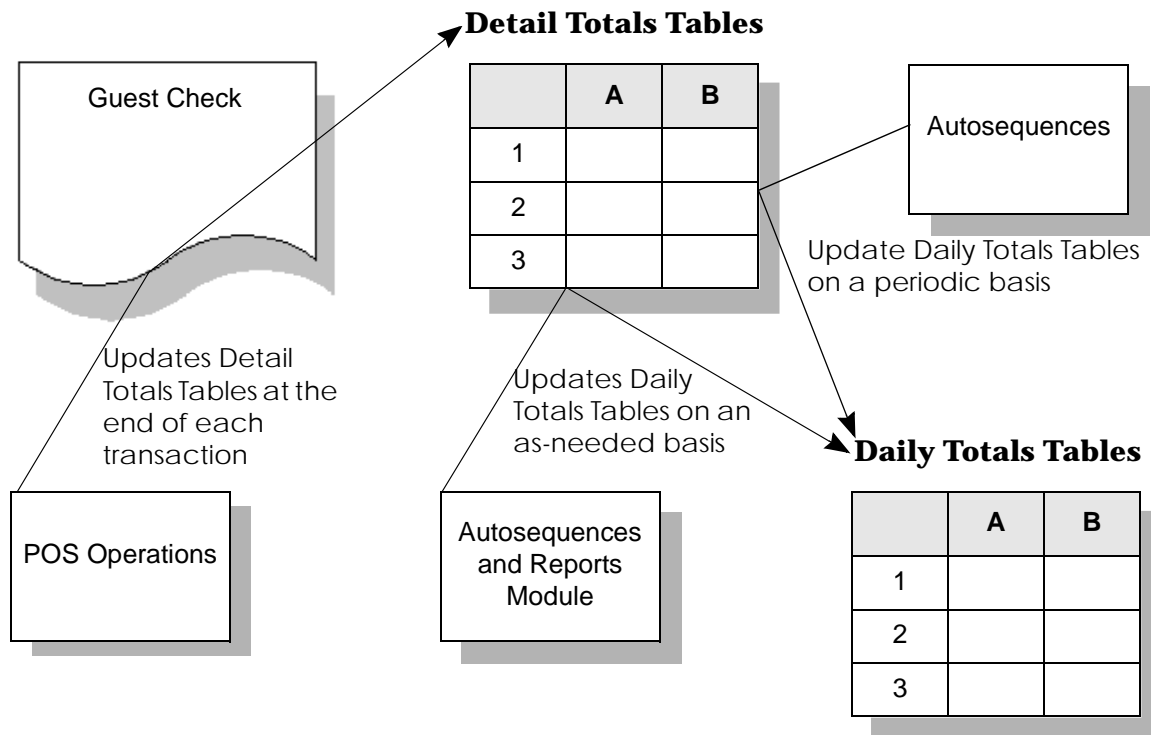 Detail Totals Tables
Guest Check
A B
1
2
3
Autosequences
Update Daily Totals Tables
on a periodic basis
Updates Detail
Totals Tables at the
end of each
transaction
Updates Daily
Totals Tables on an
as-needed basis
Daily Totals Tables
POS Operations
Autosequences
and Reports
Module
A B
1
2
3